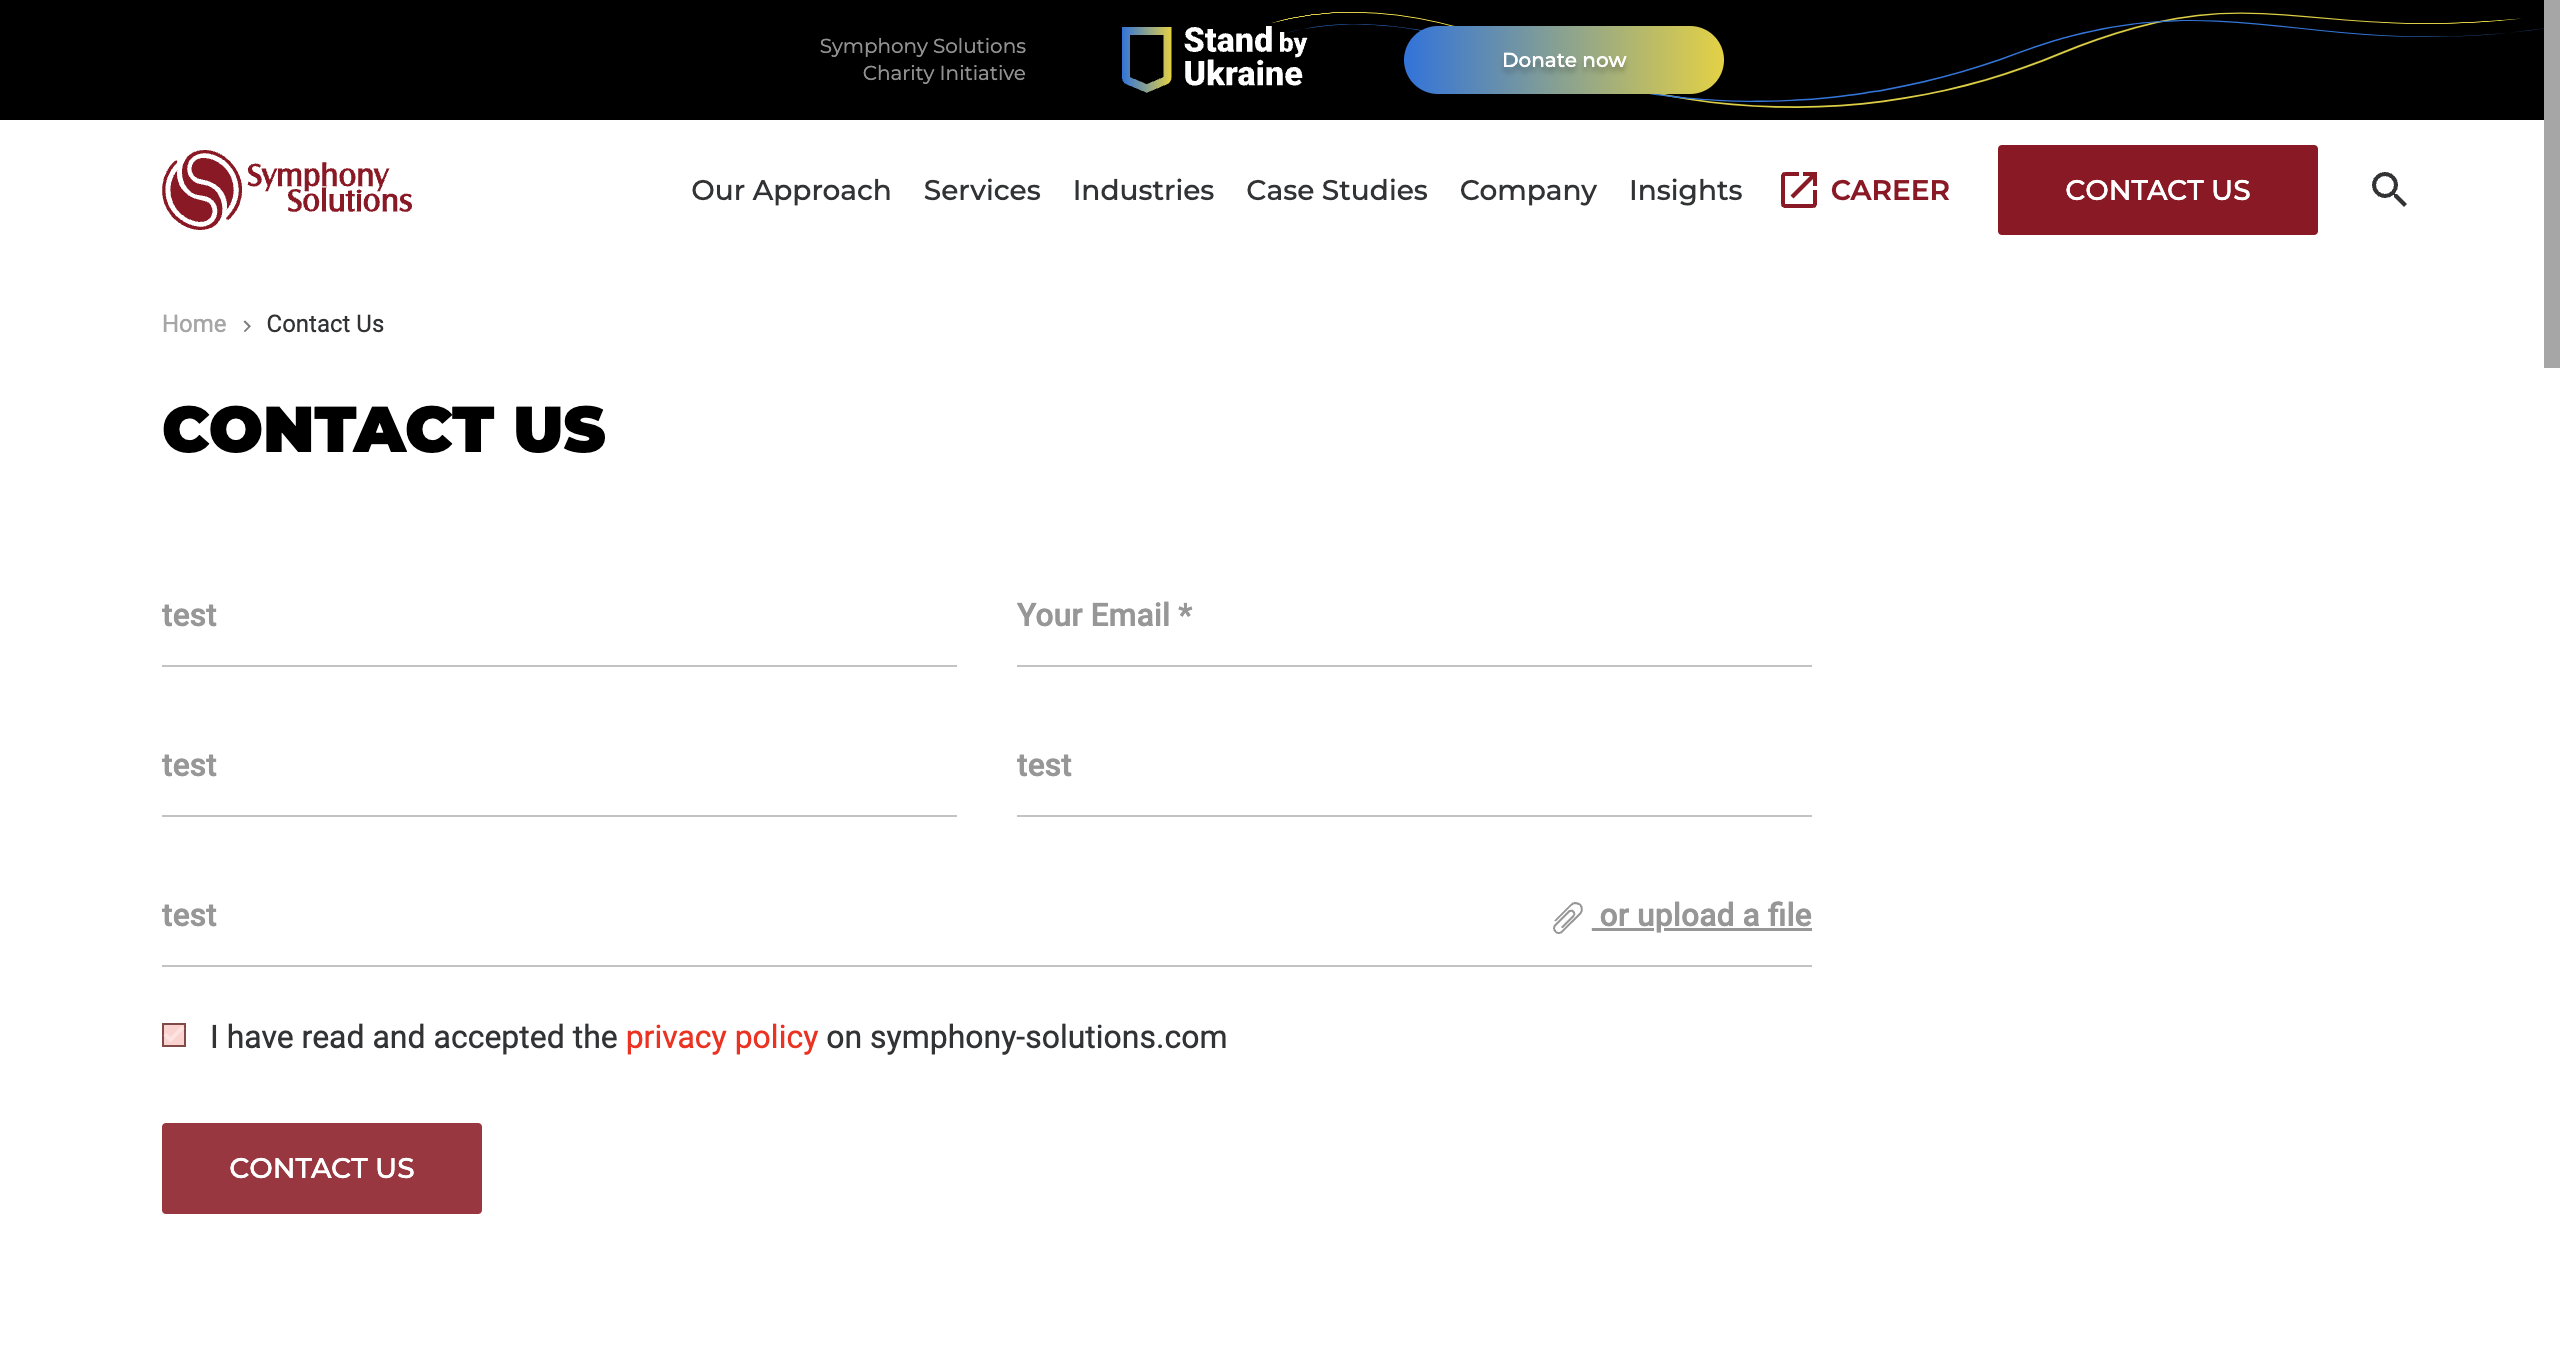 Symphony Solutions
Charity Initiative
Stand by
Ukraine
Donate now
Symphony
Solutions
Our Approach Services Industries Case Studies Company Insights CAREER CONTACT US
Home › Contact Us
CONTACT US
test Your Email *
test test
test or upload a file
I have read and accepted the privacy policy on symphony-solutions.com
CONTACT US